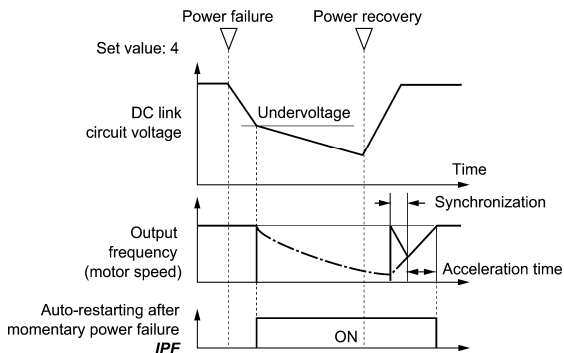 Power failure
Power recovery
Set value: 4
DC link
circuit voltage
Undervoltage
Time
Synchronization
Output
frequency
(motor speed)
Acceleration time
Auto-restarting after
momentary power failure
IPF
ON